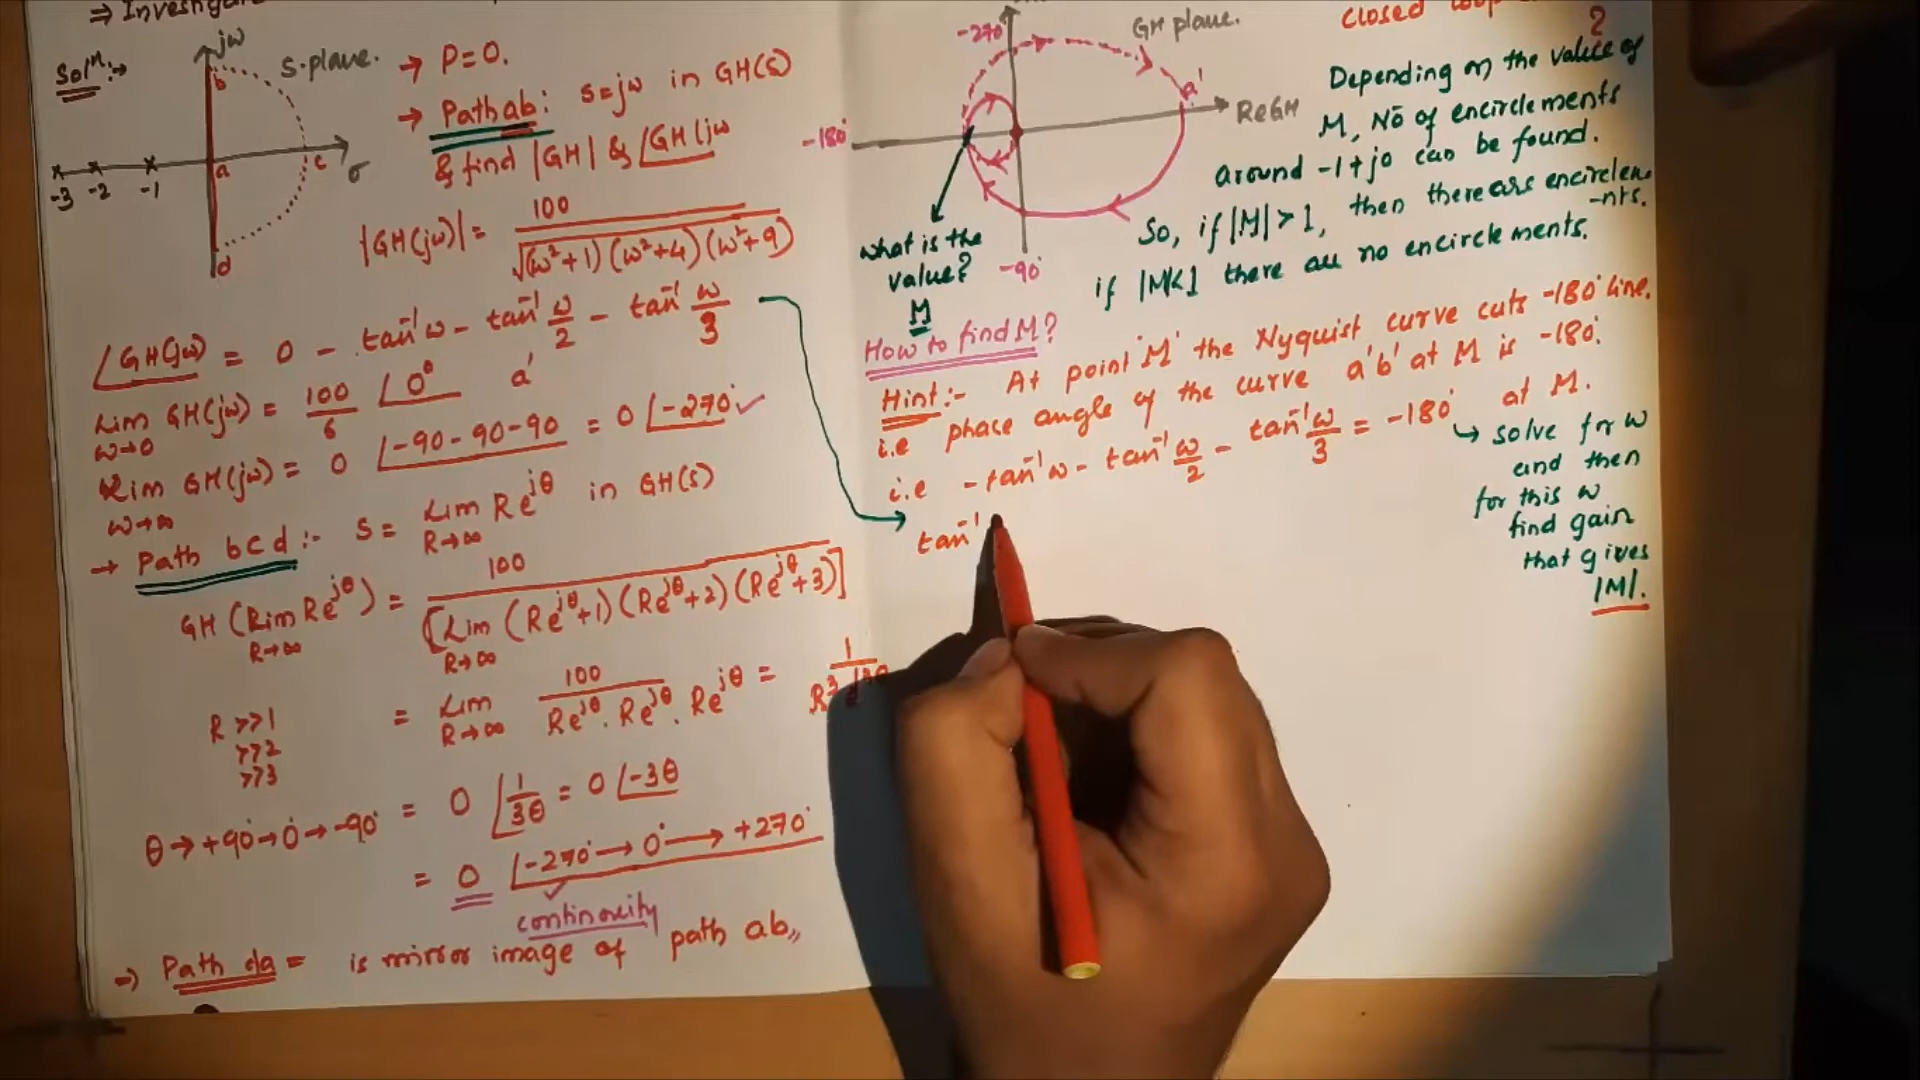 ⇒ Investiga
Solⁿ:→
jω
S-plane.
b
a
c
d
σ
-3 -2 -1
→ P=0.
→ Path ab: s=jω in GH(s)
& find |GH| & ∠GH(jω
|GH(jω)| = 100 / √(ω²+1)(ω²+4)(ω²+9)
∠GH(jω) = 0 - tan⁻¹ω - tan⁻¹ω/2 - tan⁻¹ω/3
Lim ω→0 GH(jω) = 100/6 ∠0° a'
Lim ω→∞ GH(jω) = 0 ∠-90-90-90 = 0 ∠-270° ✓
→ Path bcd:- s = Lim R→∞ Re^jθ in GH(s)
GH(Lim R→∞ Re^jθ) = 100 / [Lim R→∞ (Re^jθ+1)(Re^jθ+2)(Re^jθ+3)]
R >>1
>>2
>>3
= Lim R→∞ 100 / Re^jθ. Re^jθ. Re^jθ =
θ→+90°→0°→-90° = 0 ∠1/3θ = 0 ∠-3θ
= 0 ∠-270°→0°→+270°
✓
continousity
→ Path da = is mirror image of path ab,,
-270°
GH plane.
a'
ReGH
-180°
-90°
what is the
value?
M
closed loop
?
Depending on the value of
M, No of encirclements
around -1+j0 can be found.
So, if |M|>1, then there are encirclem
-nts.
if |M|<1 there are no encirclements.
How to find M?
Hint:- At point 'M' the Nyquist curve cuts -180° line.
i.e phase angle of the curve a'b' at M is -180°.
i.e -tan⁻¹ω - tan⁻¹ω/2 - tan⁻¹ω/3 = -180° at M.
tan⁻¹
↳ solve for ω
and then
for this ω
find gain
that gives
|M|.